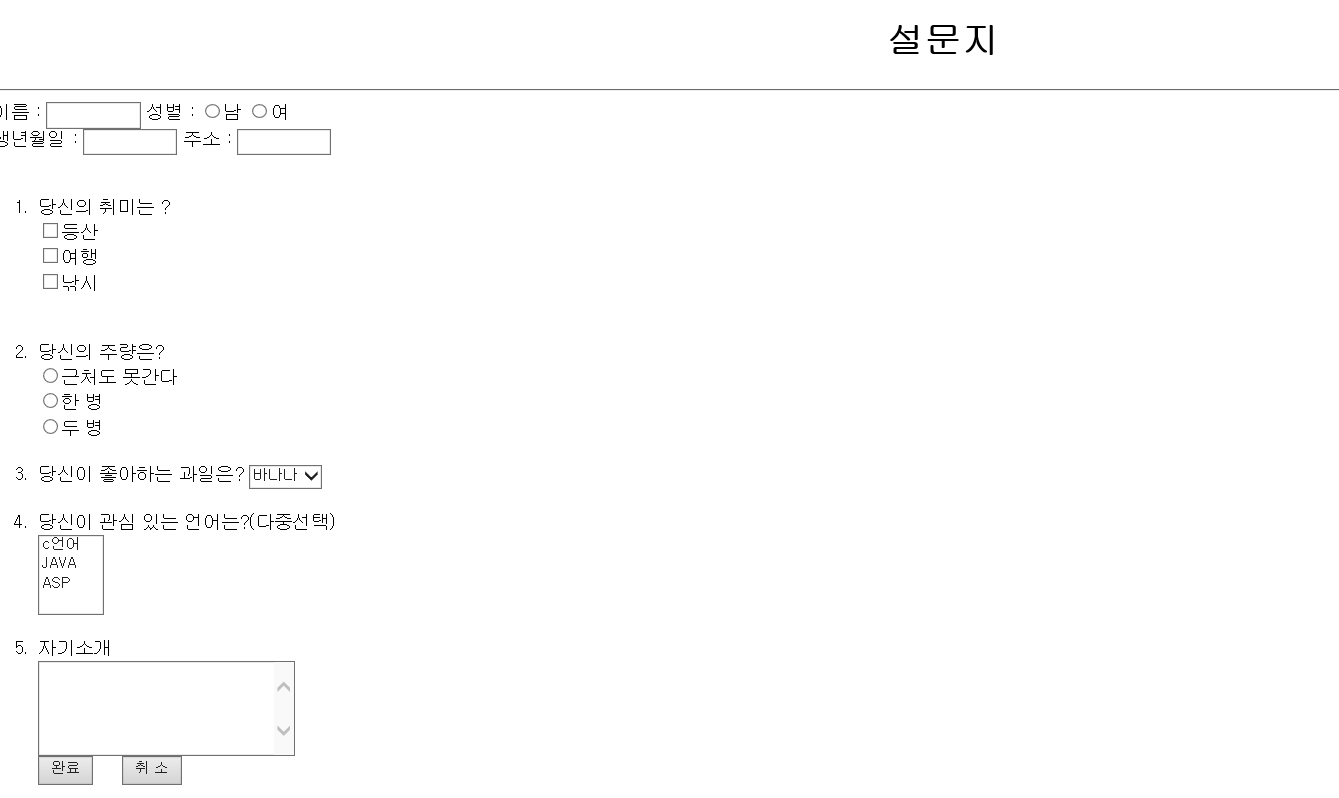 설문지
이름 : 성별 : 남 여
생년월일 : 주소 :
1. 당신의 취미는 ?
등산
여행
낚시
2. 당신의 주량은?
근처도 못간다
한 병
두 병
3. 당신이 좋아하는 과일은? 바나나
4. 당신이 관심 있는 언어는?(다중선택)
c언어
JAVA
ASP
5. 자기소개
완료 취 소